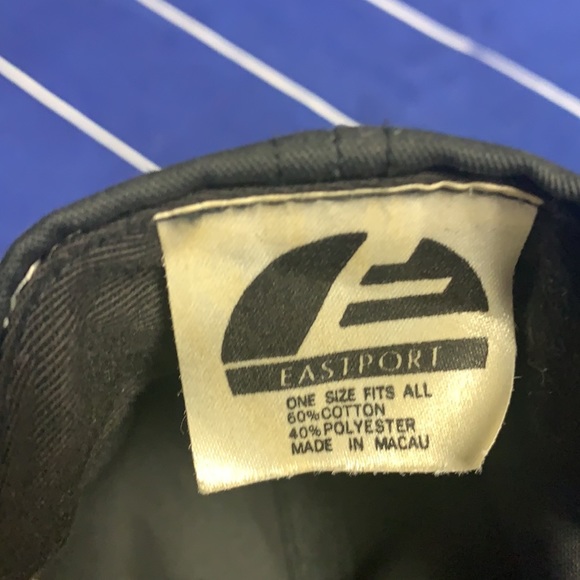 EASTPORT
ONE SIZE FITS ALL
60% COTTON
40% POLYESTER
MADE IN MACAU